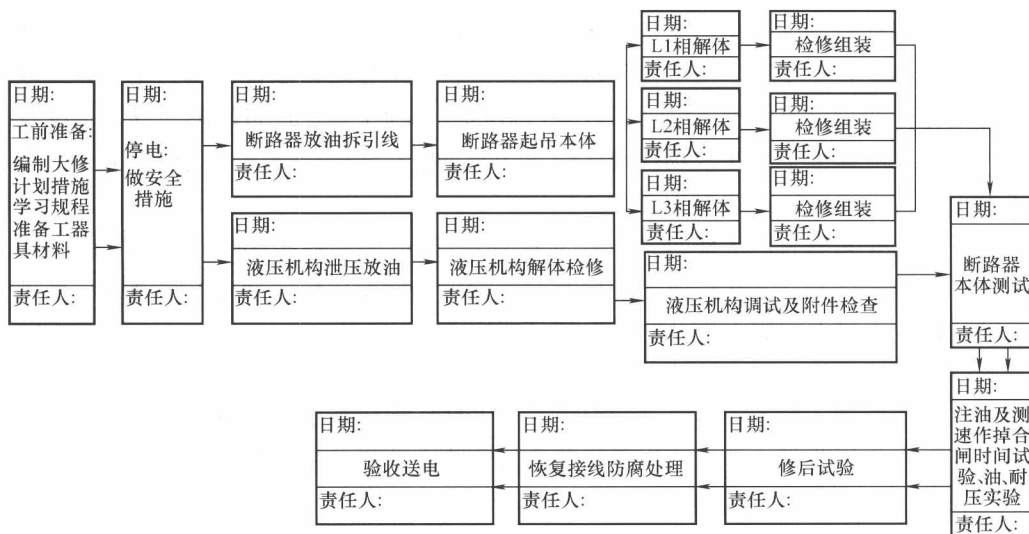 日期:
工前准备:
编制大修
计划措施
学习规程
准备工器
具材料
责任人:
日期:
停电:
做安全
措施
责任人:
日期:
断路器放油拆引线
责任人:
日期:
断路器起吊本体
责任人:
日期:
L1相解体
责任人:
日期:
检修组装
责任人:
日期:
L2相解体
责任人:
日期:
检修组装
责任人:
日期:
L3相解体
责任人:
日期:
检修组装
责任人:
日期:
液压机构泄压放油
责任人:
日期:
液压机构解体检修
责任人:
日期:
液压机构调试及附件检查
责任人:
日期:
断路器
本体测试
责任人:
日期:
注油及测
速作掉合
闸时间试
验、油、耐
压实验
责任人:
日期:
修后试验
责任人:
日期:
恢复接线防腐处理
责任人:
日期:
验收送电
责任人: